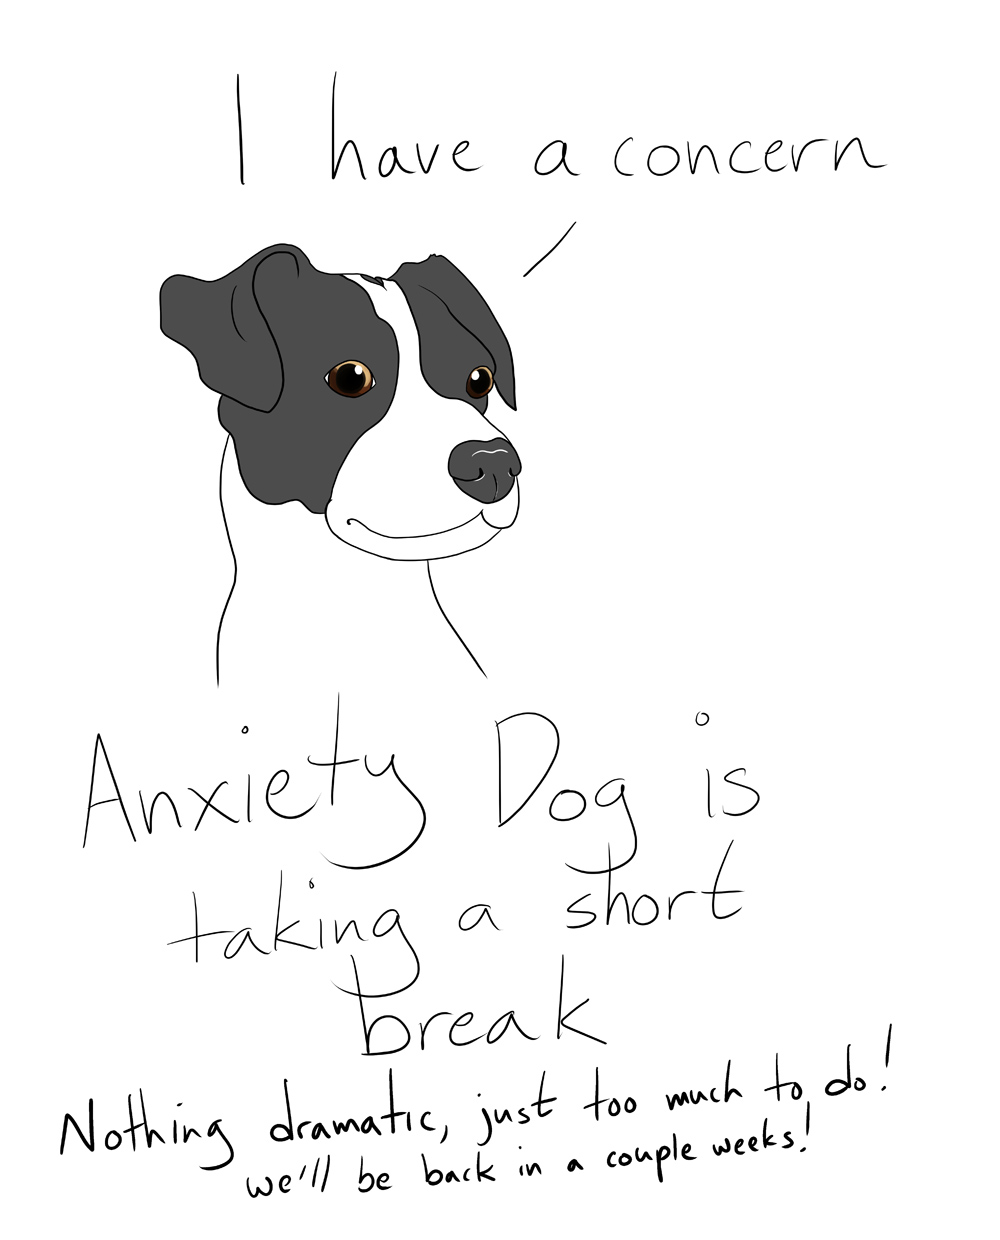 I have a concern
Anxiety Dog is
taking a short
break
Nothing dramatic, just too much to do!
we'll be back in a couple weeks!